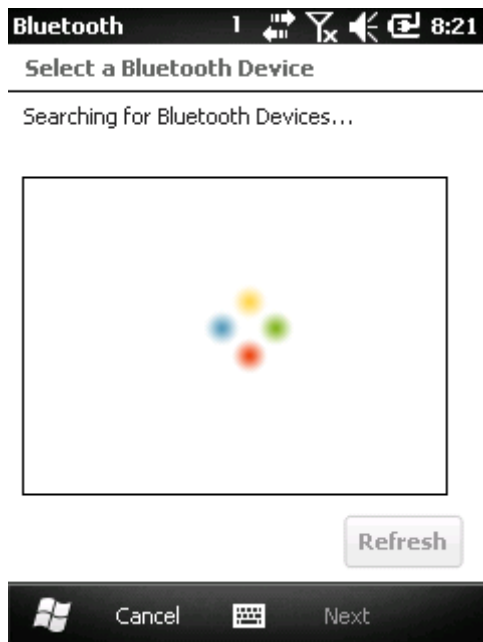 Bluetooth 1 8:21
Select a Bluetooth Device
Searching for Bluetooth Devices...
Refresh
Cancel Next